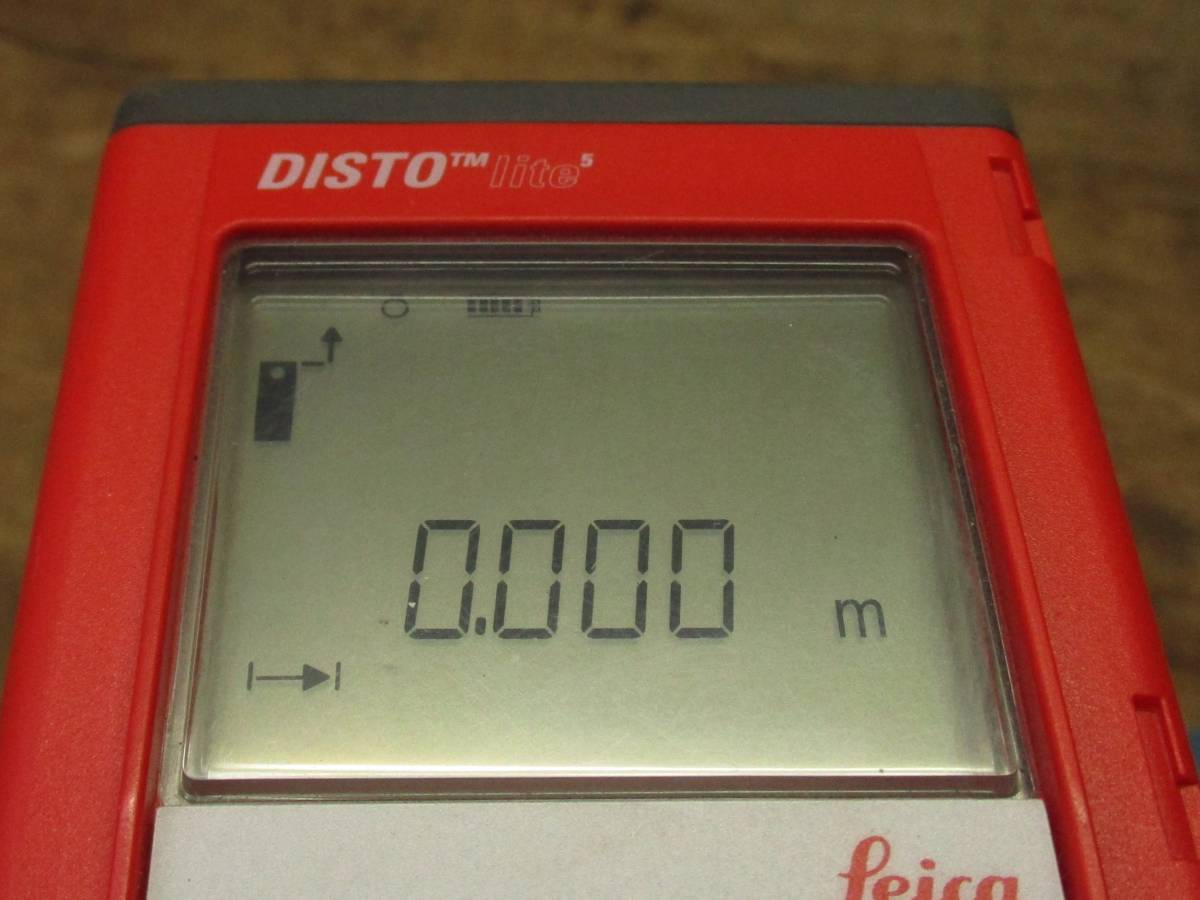 DISTO™ lite⁵
0.000 m
Leica